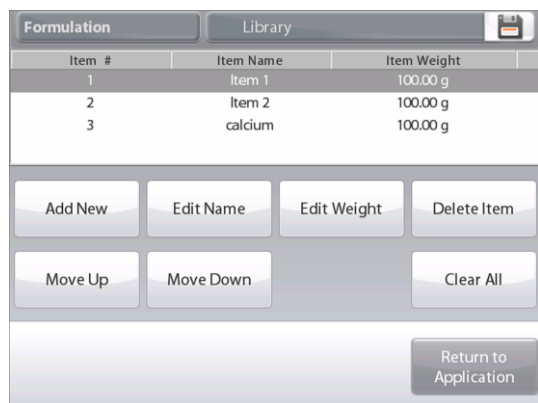 Formulation Library
Item # Item Name Item Weight
1 Item 1 100.00 g
2 Item 2 100.00 g
3 calcium 100.00 g
Add New Edit Name Edit Weight Delete Item
Move Up Move Down Clear All
Return to
Application